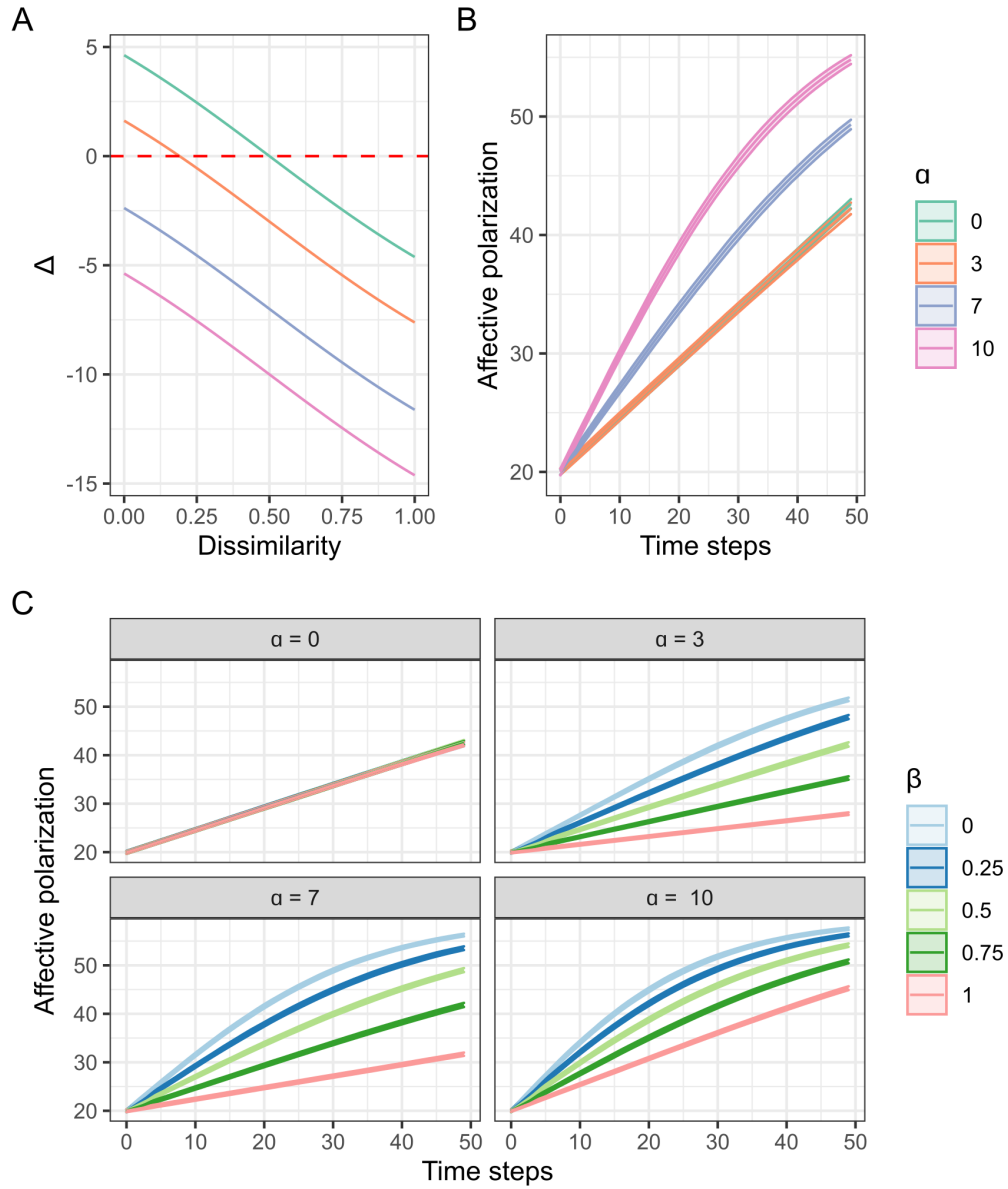 A
B
5
0
-5
-10
-15
Δ
0.00 0.25 0.50 0.75 1.00
Dissimilarity
50
40
30
20
Affective polarization
0 10 20 30 40 50
Time steps
ɑ
0
3
7
10
C
ɑ = 0
ɑ = 3
50
40
30
20
ɑ = 7
ɑ =  10
50
40
30
20
Affective polarization
0 10 20 30 40 50
0 10 20 30 40 50
Time steps
β
0
0.25
0.5
0.75
1